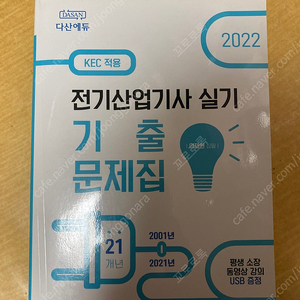 DASAN
다산에듀
2022
KEC 적용
전기산업기사 실기
기출
문제집
21
개년
2001년
2021년
평생 소장
동영상 강의
USB 증정